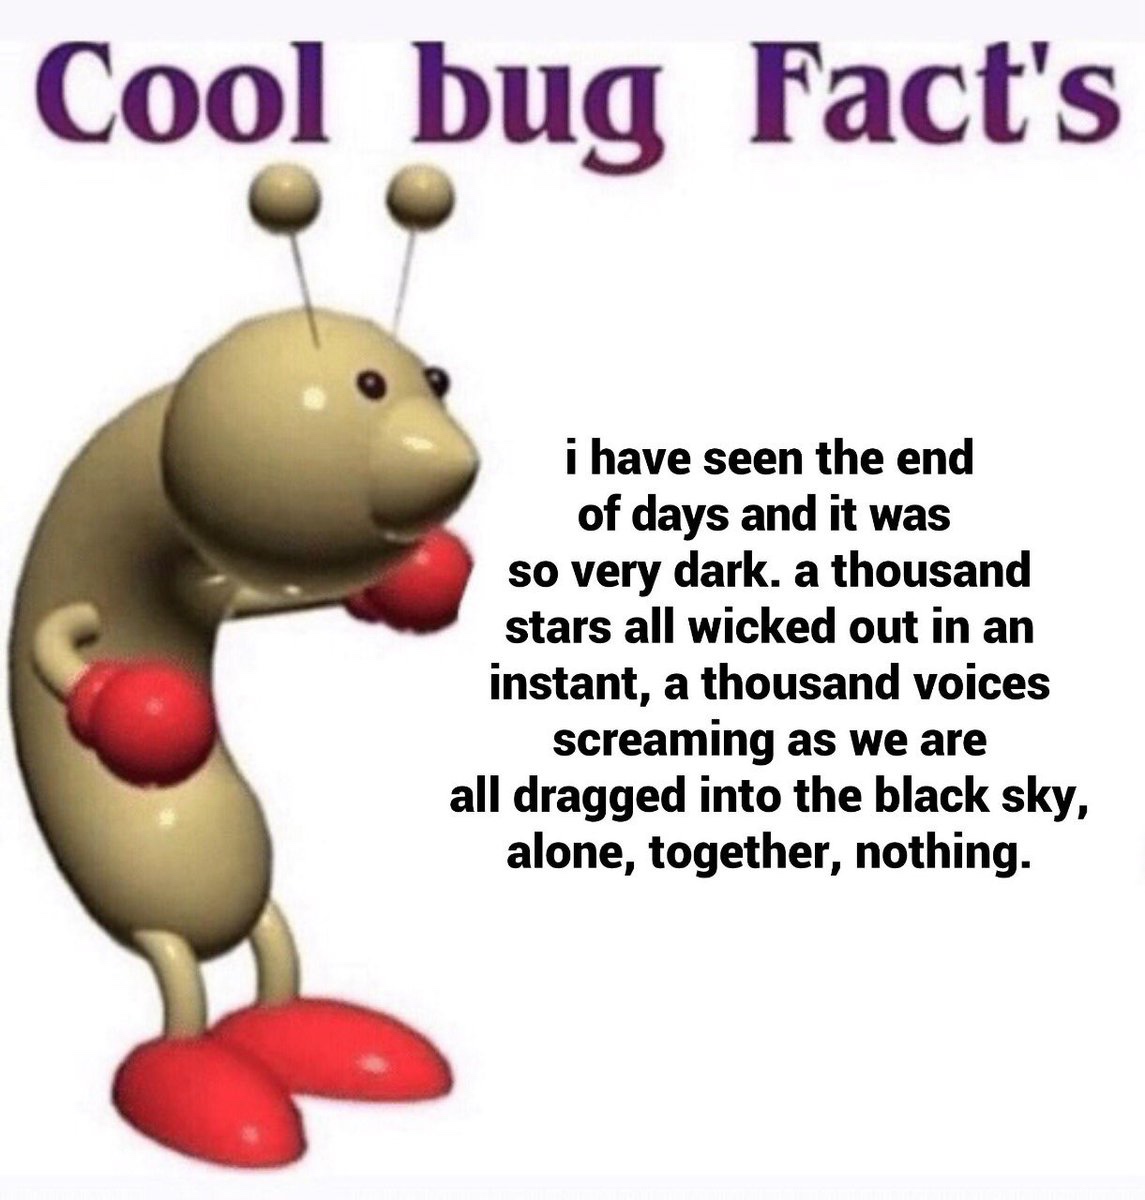 Cool bug Fact's
i have seen the end
of days and it was
so very dark. a thousand
stars all wicked out in an
instant, a thousand voices
screaming as we are
all dragged into the black sky,
alone, together, nothing.